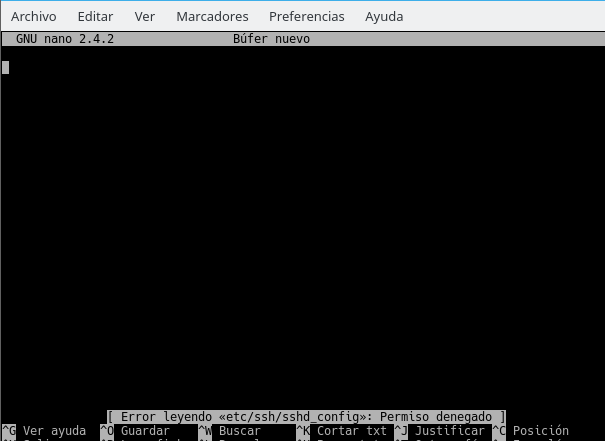 Archivo Editar Ver Marcadores Preferencias Ayuda
GNU nano 2.4.2 Búfer nuevo
[ Error leyendo «etc/ssh/sshd_config»: Permiso denegado ]
^G Ver ayuda ^O Guardar ^W Buscar ^K Cortar txt ^J Justificar ^C Posición